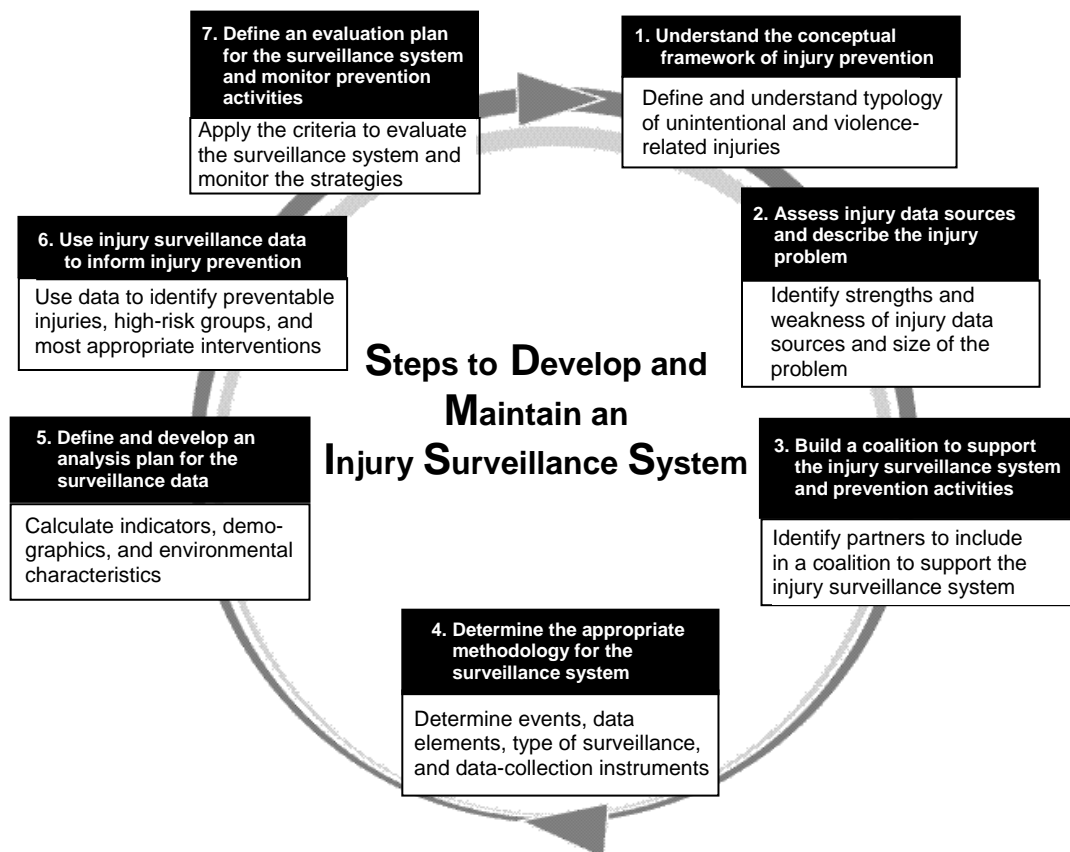 1. Understand the conceptual
framework of injury prevention
Define and understand typology
of unintentional and violence-
related injuries
2. Assess injury data sources
and describe the injury
problem
Identify strengths and
weakness of injury data
sources and size of the
problem
3. Build a coalition to support
the injury surveillance system
and prevention activities
Identify partners to include
in a coalition to support the
injury surveillance system
4. Determine the appropriate
methodology for the
surveillance system
Determine events, data
elements, type of surveillance,
and data-collection instruments
5. Define and develop an
analysis plan for the
surveillance data
Calculate indicators, demo-
graphics, and environmental
characteristics
6. Use injury surveillance data
to inform injury prevention
Use data to identify preventable
injuries, high-risk groups, and
most appropriate interventions
7. Define an evaluation plan
for the surveillance system
and monitor prevention
activities
Apply the criteria to evaluate
the surveillance system and
monitor the strategies
Steps to Develop and
Maintain an
Injury Surveillance System